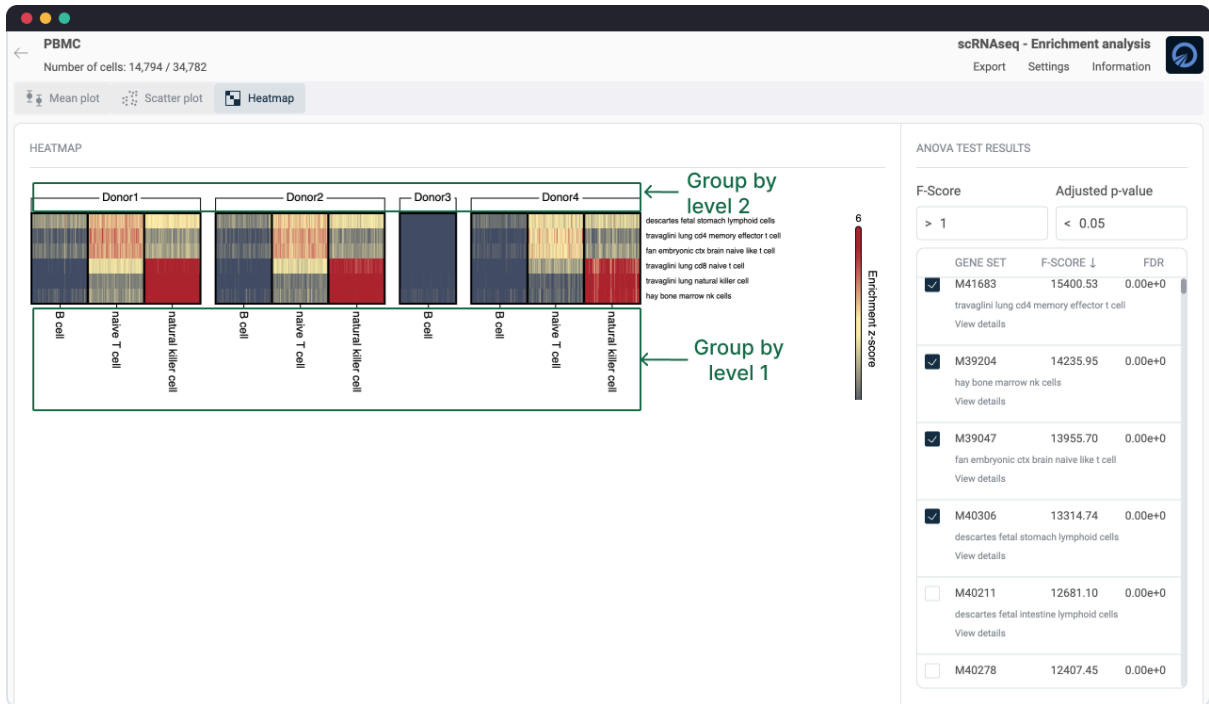 PBMC
Number of cells: 14,794 / 34,782
scRNAseq - Enrichment analysis
Export Settings Information
Mean plot Scatter plot Heatmap
HEATMAP
Donor1 Donor2 Donor3 Donor4
Group by
level 2
descartes fetal stomach lymphoid cells
travaglini lung cd4 memory effector t cell
fan embryonic ctx brain naive like t cell
travaglini lung cd8 naive t cell
travaglini lung natural killer cell
hay bone marrow nk cells
6
Enrichment z-score
B cell
naive T cell
natural killer cell
B cell
naive T cell
natural killer cell
B cell
B cell
naive T cell
natural killer cell
Group by
level 1
ANOVA TEST RESULTS
F-Score Adjusted p-value
> 1 < 0.05
GENE SET F-SCORE ↓ FDR
M41683 15400.53 0.00e+0
travaglini lung cd4 memory effector t cell
View details
M39204 14235.95 0.00e+0
hay bone marrow nk cells
View details
M39047 13955.70 0.00e+0
fan embryonic ctx brain naive like t cell
View details
M40306 13314.74 0.00e+0
descartes fetal stomach lymphoid cells
View details
M40211 12681.10 0.00e+0
descartes fetal intestine lymphoid cells
View details
M40278 12407.45 0.00e+0